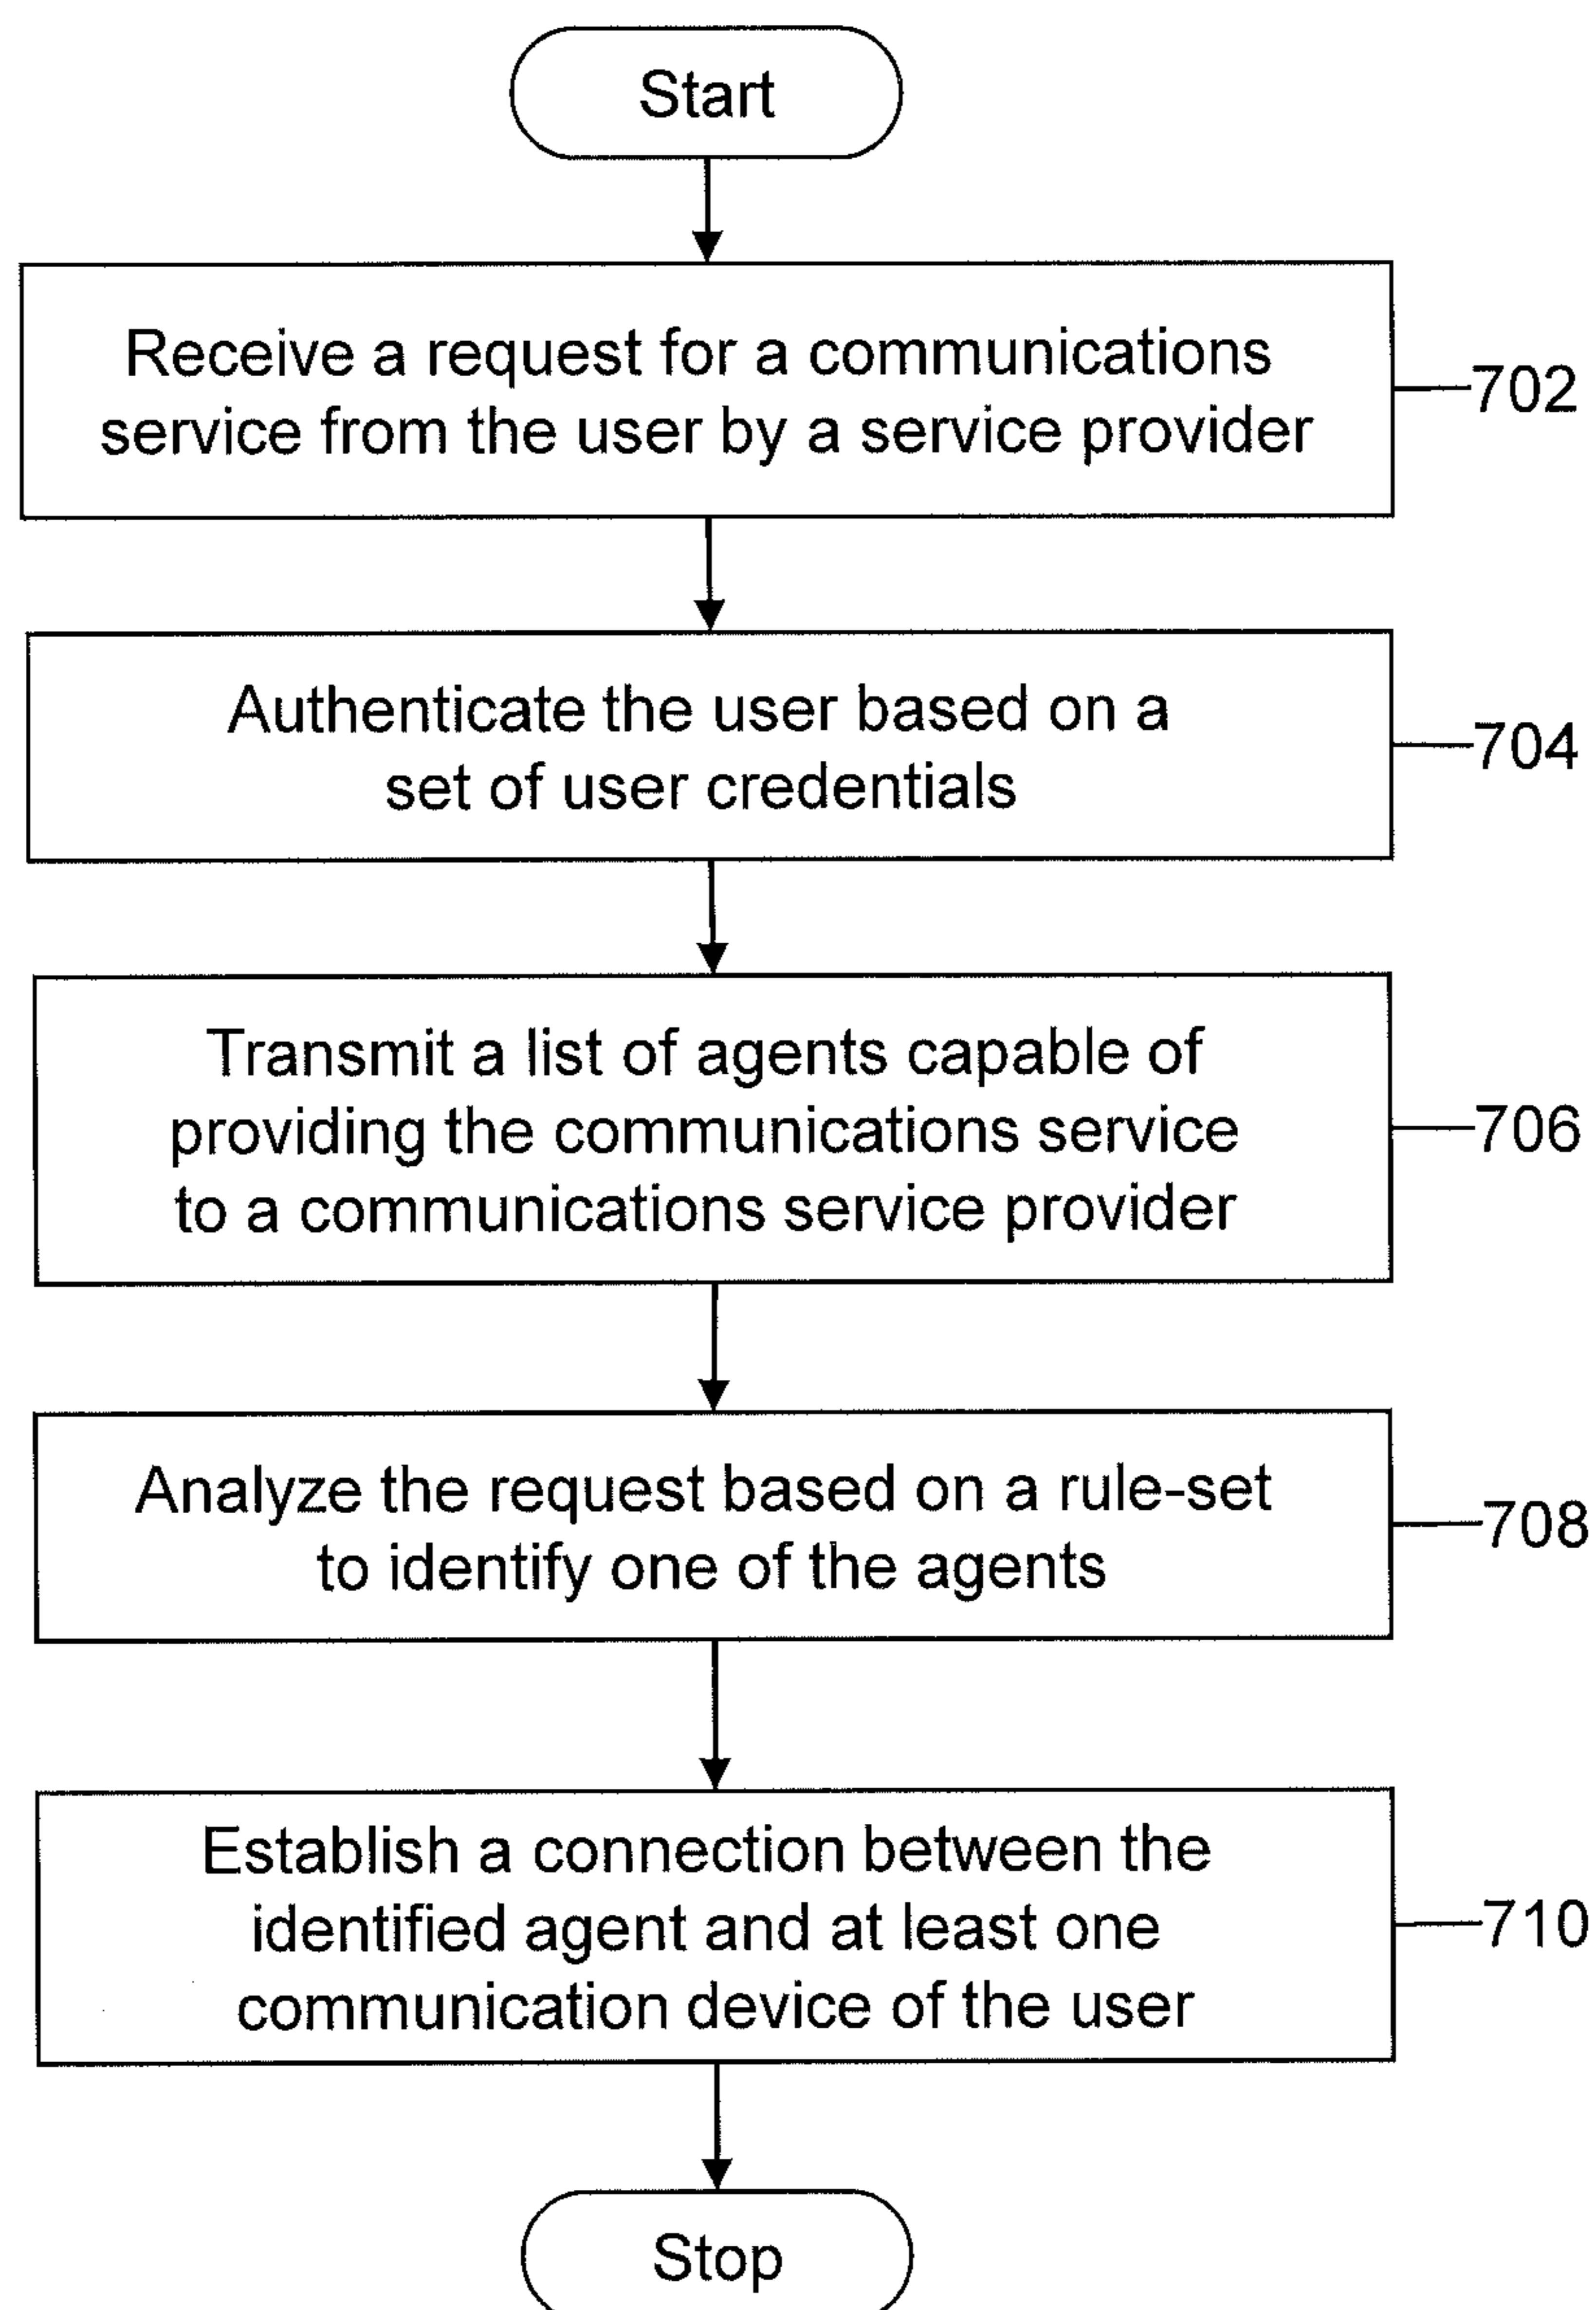 Start
Receive a request for a communications
service from the user by a service provider
702
Authenticate the user based on a
set of user credentials
704
Transmit a list of agents capable of
providing the communications service
to a communications service provider
706
Analyze the request based on a rule-set
to identify one of the agents
708
Establish a connection between the
identified agent and at least one
communication device of the user
710
Stop